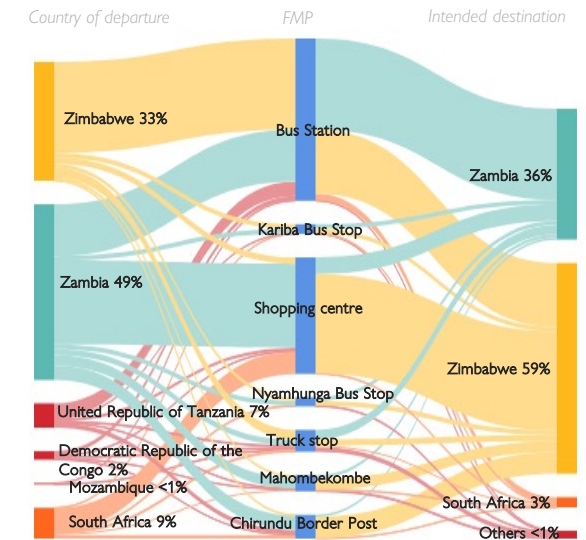 Country of departure
FMP
Intended destination
Zimbabwe 33%
Bus Station
Zambia 36%
Kariba Bus Stop
Zambia 49%
Shopping centre
Zimbabwe 59%
Nyamhunga Bus Stop
United Republic of Tanzania 7%
Truck stop
Democratic Republic of the
Congo 2%
Mahombekombe
Mozambique <1%
South Africa 3%
South Africa 9%
Chirundu Border Post
Others <1%